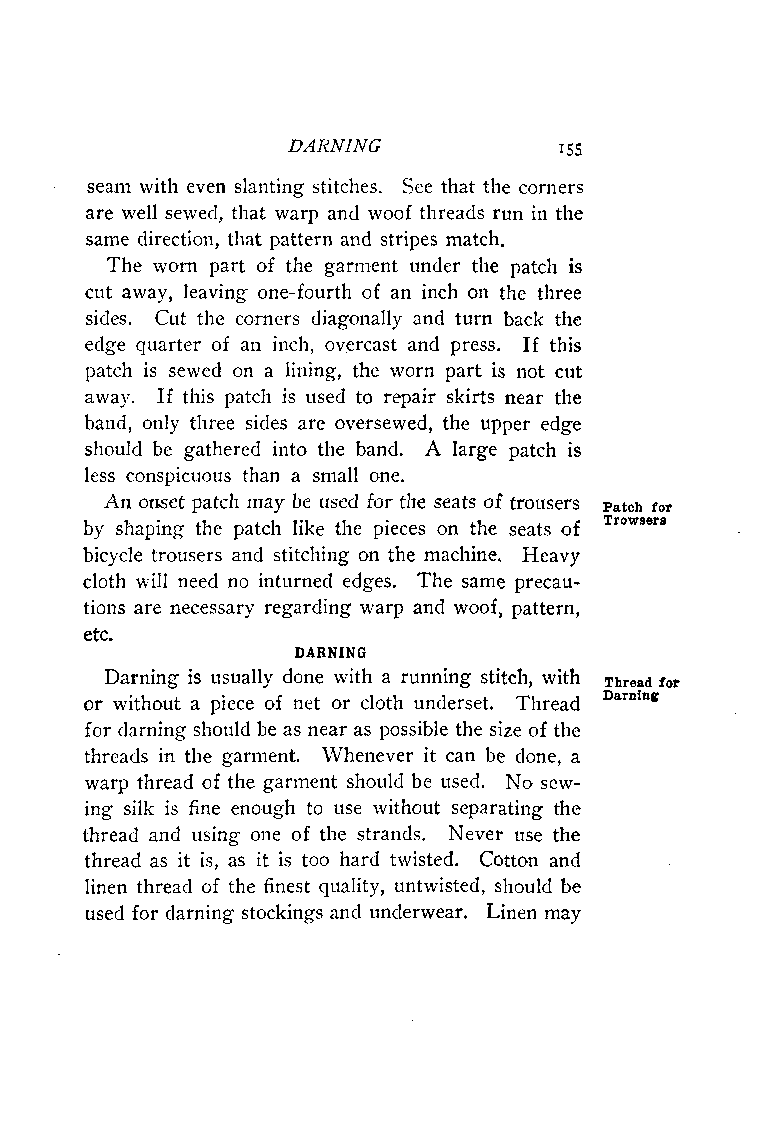 DARNING 155
seam with even slanting stitches. See that the corners
are well sewed, that warp and woof threads run in the
same direction, that pattern and stripes match.
The worn part of the garment under the patch is
cut away, leaving one-fourth of an inch on the three
sides. Cut the corners diagonally and turn back the
edge quarter of an inch, overcast and press. If this
patch is sewed on a lining, the worn part is not cut
away. If this patch is used to repair skirts near the
band, only three sides are oversewed, the upper edge
should be gathered into the band. A large patch is
less conspicuous than a small one.
An onset patch may be used for the seats of trousers
Patch for
Trowsers
by shaping the patch like the pieces on the seats of
bicycle trousers and stitching on the machine. Heavy
cloth will need no inturned edges. The same precau-
tions are necessary regarding warp and woof, pattern,
etc.
DARNING
Darning is usually done with a running stitch, with
Thread for
Darning
or without a piece of net or cloth underset. Thread
for darning should be as near as possible the size of the
threads in the garment. Whenever it can be done, a
warp thread of the garment should be used. No sew-
ing silk is fine enough to use without separating the
thread and using one of the strands. Never use the
thread as it is, as it is too hard twisted. Cotton and
linen thread of the finest quality, untwisted, should be
used for darning stockings and underwear. Linen may